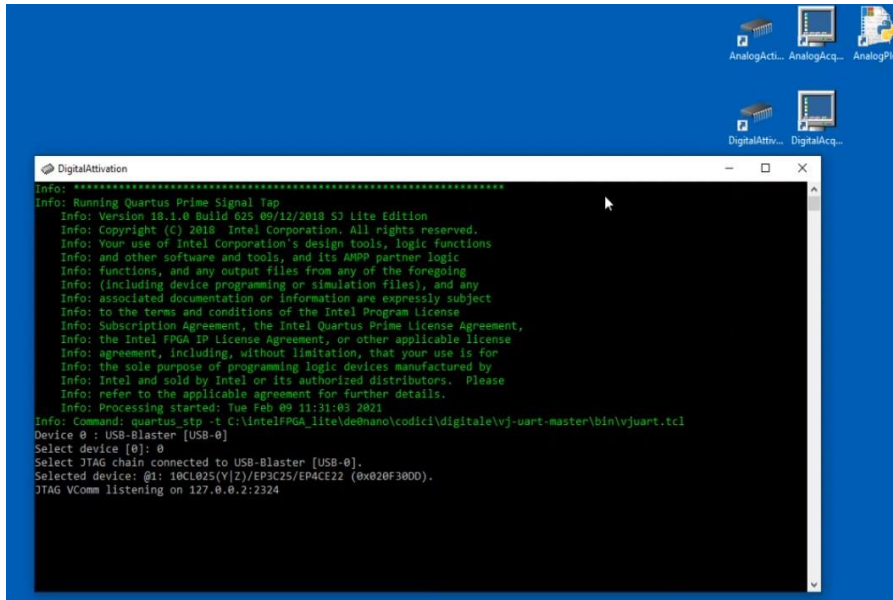 AnalogActi... AnalogAcq... AnalogPl
DigitalAttiv... DigitalAcq...
DigitalAttivation
Info: *******************************************************************
Info: Running Quartus Prime Signal Tap
Info: Version 18.1.0 Build 625 09/12/2018 SJ Lite Edition
Info: Copyright (C) 2018 Intel Corporation. All rights reserved.
Info: Your use of Intel Corporation's design tools, logic functions
Info: and other software and tools, and its AMPP partner logic
Info: functions, and any output files from any of the foregoing
Info: (including device programming or simulation files), and any
Info: associated documentation or information are expressly subject
Info: to the terms and conditions of the Intel Program License
Info: Subscription Agreement, the Intel Quartus Prime License Agreement,
Info: the Intel FPGA IP License Agreement, or other applicable license
Info: agreement, including, without limitation, that your use is for
Info: the sole purpose of programming logic devices manufactured by
Info: Intel and sold by Intel or its authorized distributors. Please
Info: refer to the applicable agreement for further details.
Info: Processing started: Tue Feb 09 11:31:03 2021
Info: Command: quartus_stp -t C:\intelFPGA_lite\de0nano\codici\digitale\vj-uart-master\bin\vjuart.tcl
Device 0 : USB-Blaster [USB-0]
Select device [0]: 0
Select JTAG chain connected to USB-Blaster [USB-0].
Selected device: @1: 10CL025(Y|Z)/EP3C25/EP4CE22 (0x020F30DD).
JTAG VComm listening on 127.0.0.2:2324